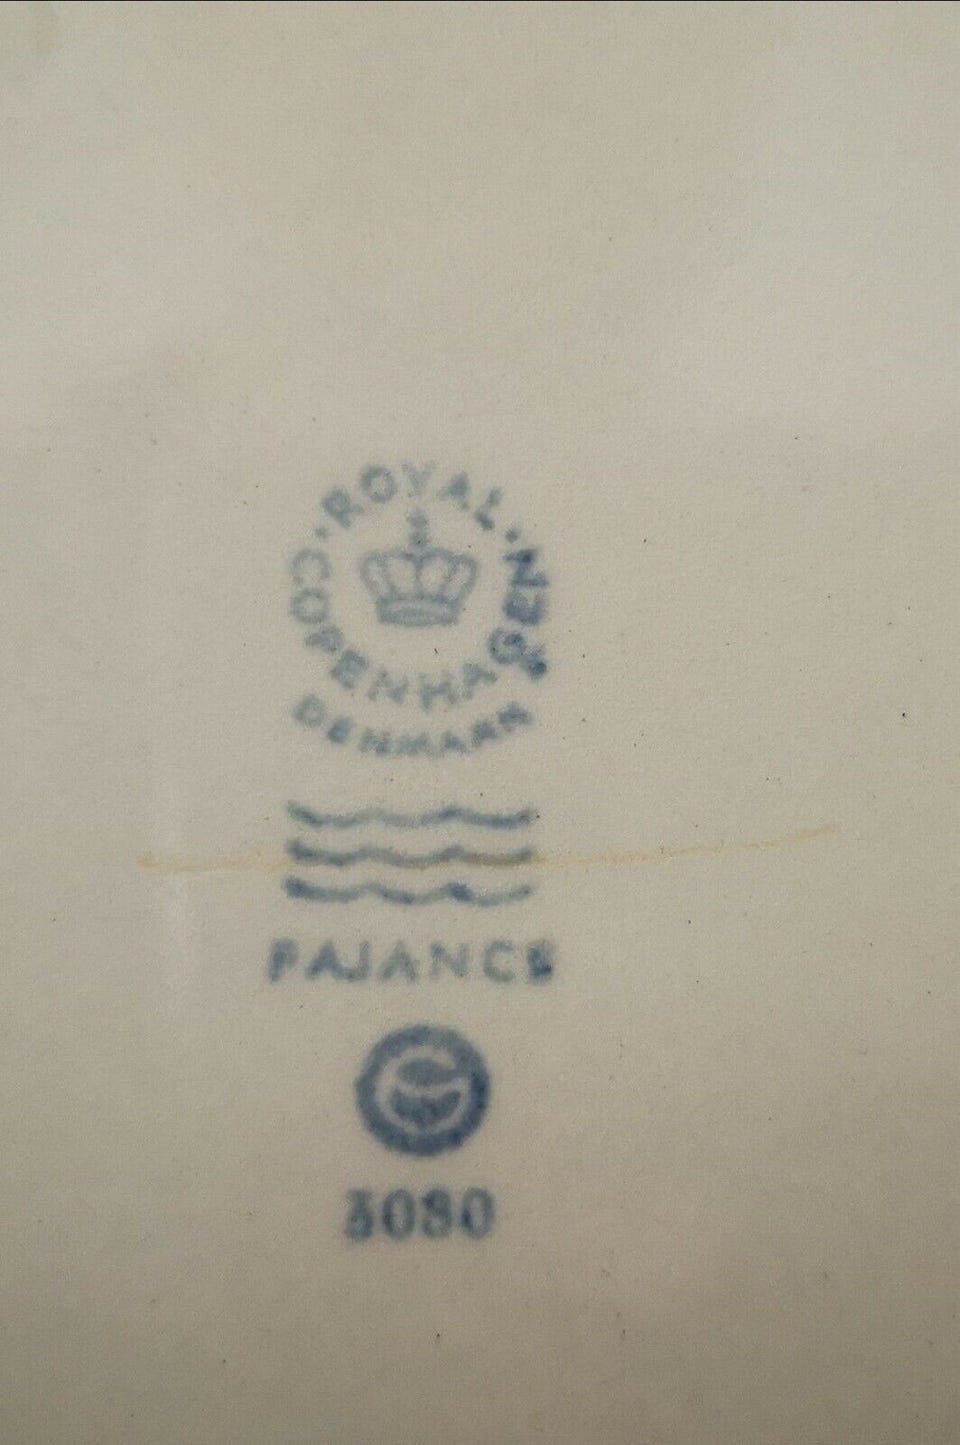 ROYAL
COPENHAGEN
DENMARK
FAJANCE
3080